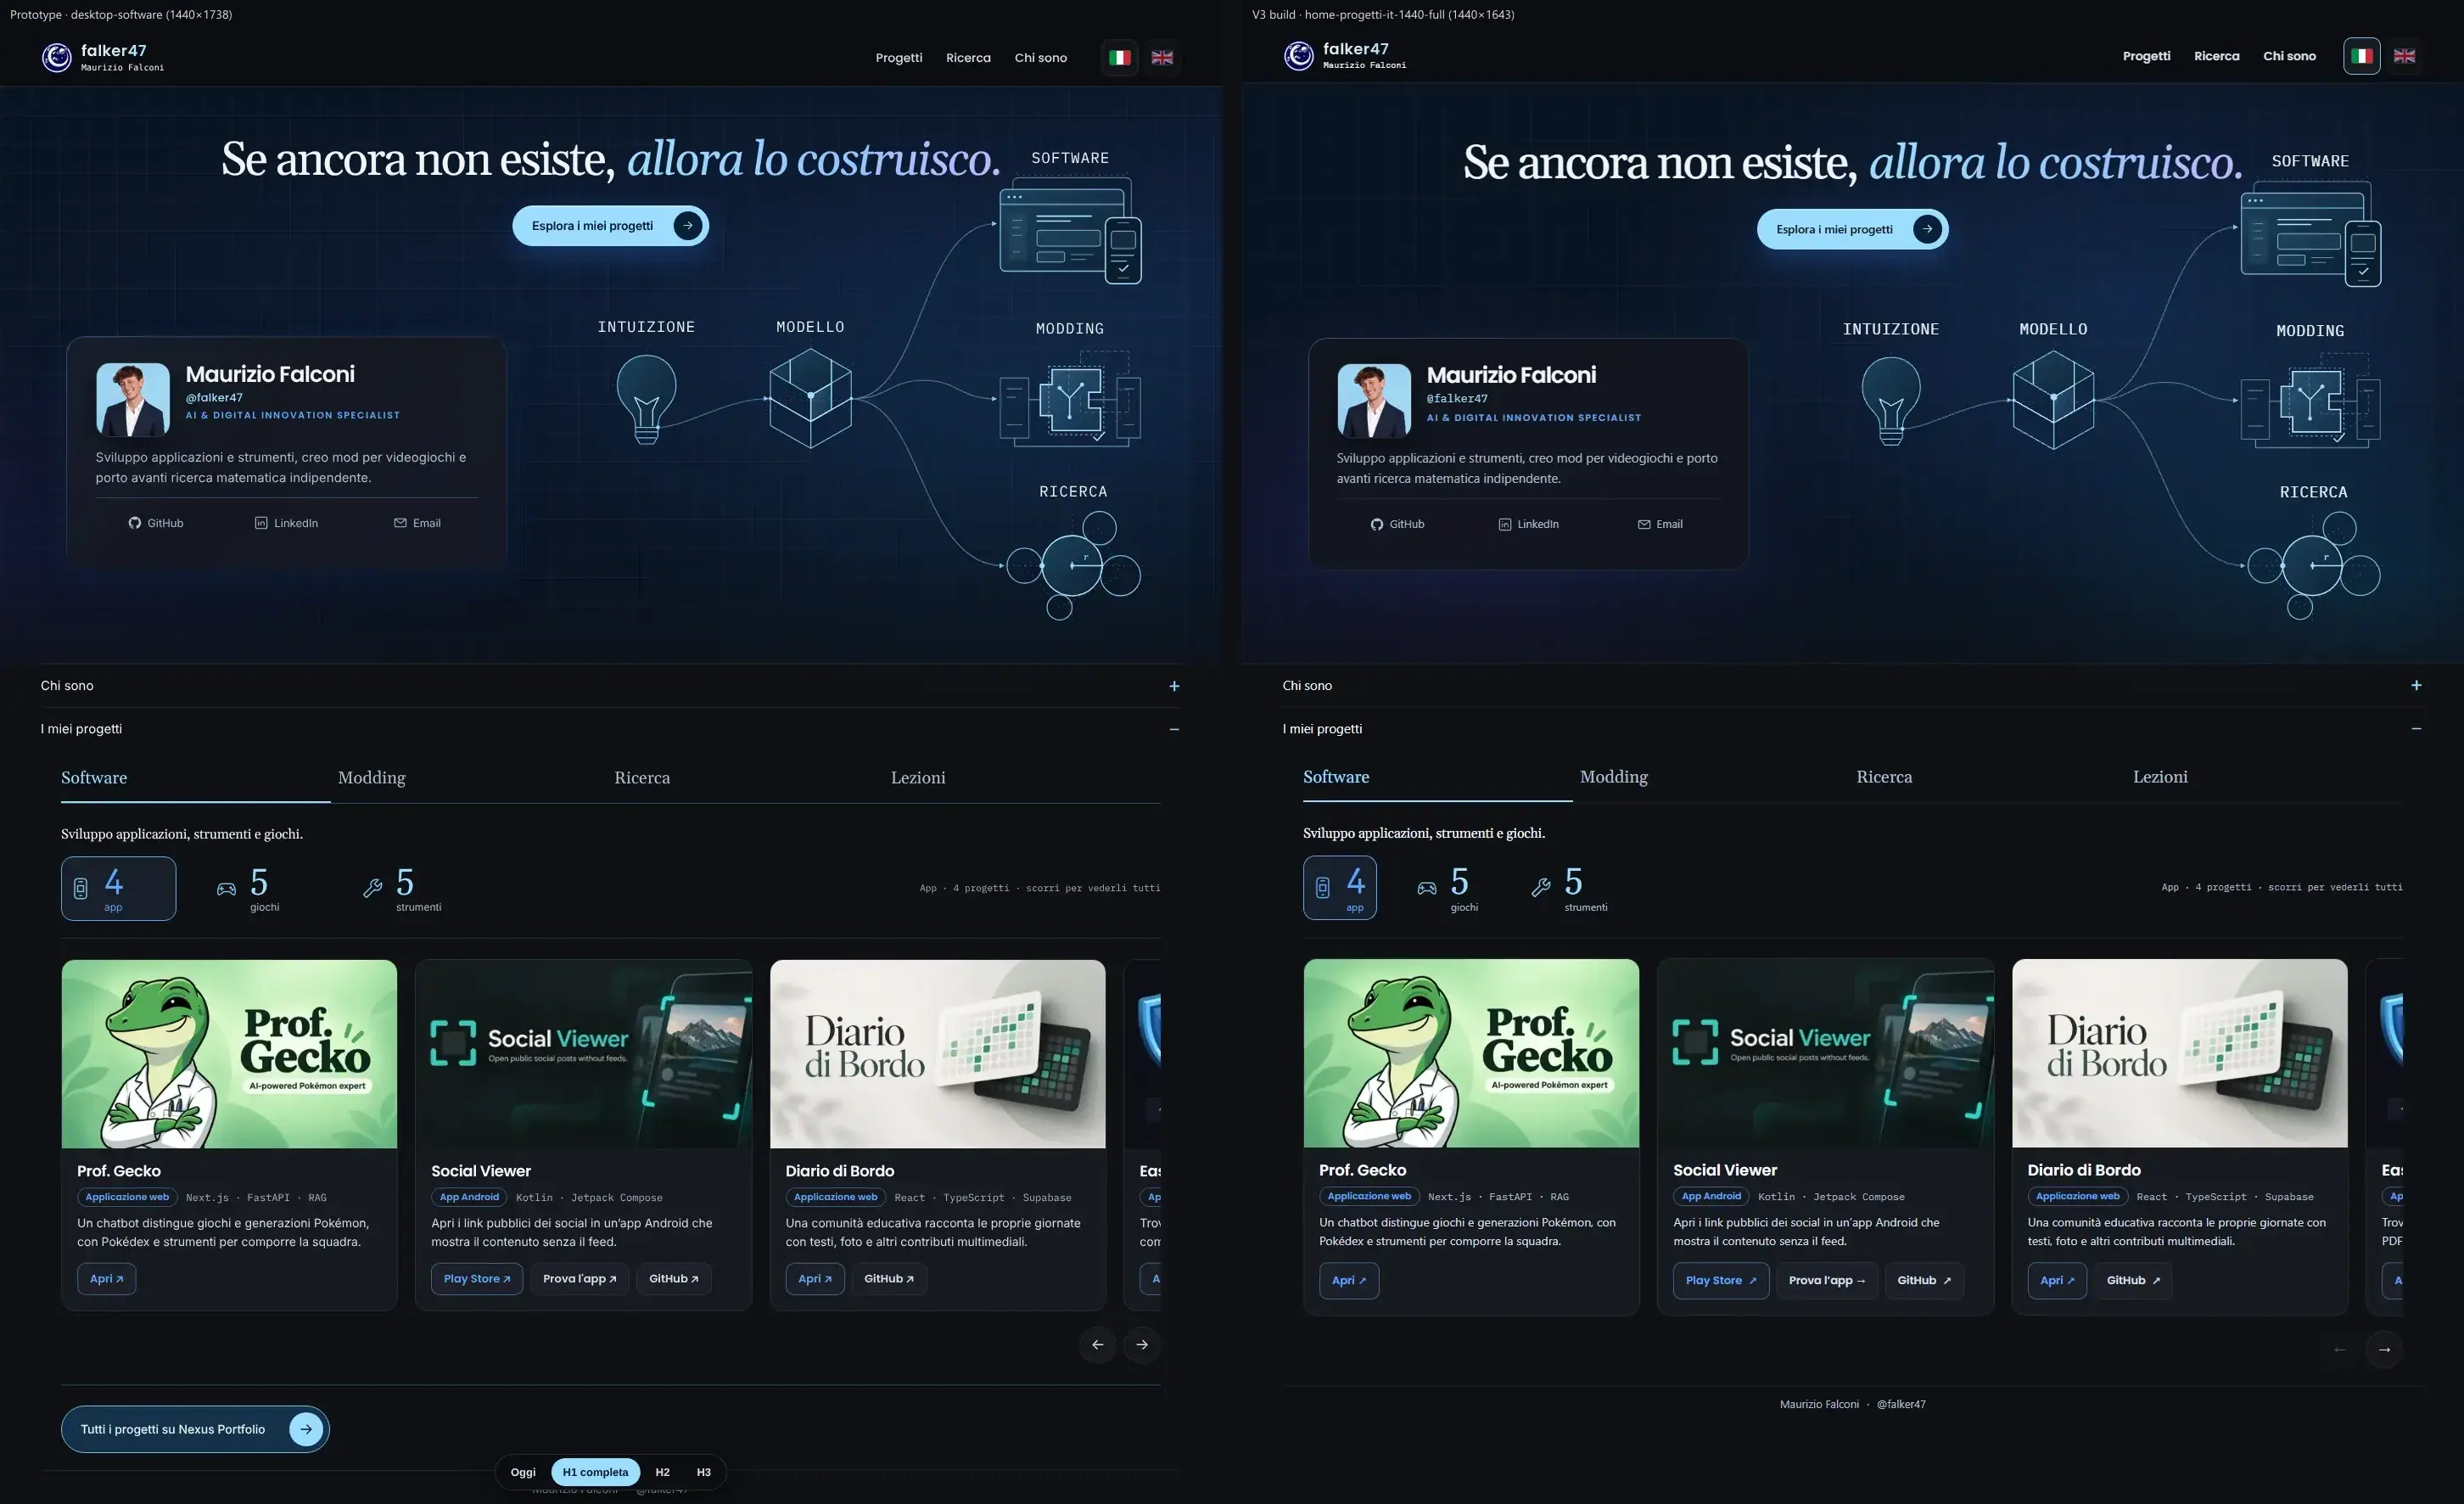 Prototype · desktop-software (1440×1738)
falker47
Maurizio Falconi
Progetti Ricerca Chi sono
Se ancora non esiste, allora lo costruisco.
Esplora i miei progetti
SOFTWARE
INTUIZIONE
MODELLO
MODDING
RICERCA
r
Maurizio Falconi
@falker47
AI & DIGITAL INNOVATION SPECIALIST
Sviluppo applicazioni e strumenti, creo mod per videogiochi e
porto avanti ricerca matematica indipendente.
GitHub LinkedIn Email
Chi sono
I miei progetti
Software Modding Ricerca Lezioni
Sviluppo applicazioni, strumenti e giochi.
4 app
5 giochi
5 strumenti
App · 4 progetti · scorri per vederli tutti
Prof.
Gecko
AI-powered Pokémon expert
Prof. Gecko
Applicazione web Next.js · FastAPI · RAG
Un chatbot distingue giochi e generazioni Pokémon,
con Pokédex e strumenti per comporre la squadra.
Apri ↗
Social Viewer
Open public social posts without feeds.
Social Viewer
App Android Kotlin · Jetpack Compose
Apri i link pubblici dei social in un'app Android che
mostra il contenuto senza il feed.
Play Store ↗ Prova l'app ↗ GitHub ↗
Diario
di Bordo
Diario di Bordo
Applicazione web React · TypeScript · Supabase
Una comunità educativa racconta le proprie giornate
con testi, foto e altri contributi multimediali.
Apri ↗ GitHub ↗
Eas
Ap
Trov
com
A
Tutti i progetti su Nexus Portfolio
Oggi H1 completa H2 H3
Maurizio Falconi @falker47
V3 build · home-progetti-it-1440-full (1440×1643)
falker47
Maurizio Falconi
Progetti Ricerca Chi sono
Se ancora non esiste, allora lo costruisco.
Esplora i miei progetti
SOFTWARE
INTUIZIONE
MODELLO
MODDING
RICERCA
r
Maurizio Falconi
@falker47
AI & DIGITAL INNOVATION SPECIALIST
Sviluppo applicazioni e strumenti, creo mod per videogiochi e porto
avanti ricerca matematica indipendente.
GitHub LinkedIn Email
Chi sono
I miei progetti
Software Modding Ricerca Lezioni
Sviluppo applicazioni, strumenti e giochi.
4 app
5 giochi
5 strumenti
App · 4 progetti · scorri per vederli tutti
Prof.
Gecko
AI-powered Pokémon expert
Prof. Gecko
Applicazione web Next.js · FastAPI · RAG
Un chatbot distingue giochi e generazioni Pokémon, con
Pokédex e strumenti per comporre la squadra.
Apri ↗
Social Viewer
Open public social posts without feeds.
Social Viewer
App Android Kotlin · Jetpack Compose
Apri i link pubblici dei social in un'app Android che
mostra il contenuto senza il feed.
Play Store ↗ Prova l'app → GitHub ↗
Diario
di Bordo
Diario di Bordo
Applicazione web React · TypeScript · Supabase
Una comunità educativa racconta le proprie giornate con
testi, foto e altri contributi multimediali.
Apri ↗ GitHub ↗
Eas
Ap
Trov
PDF
A
Maurizio Falconi · @falker47